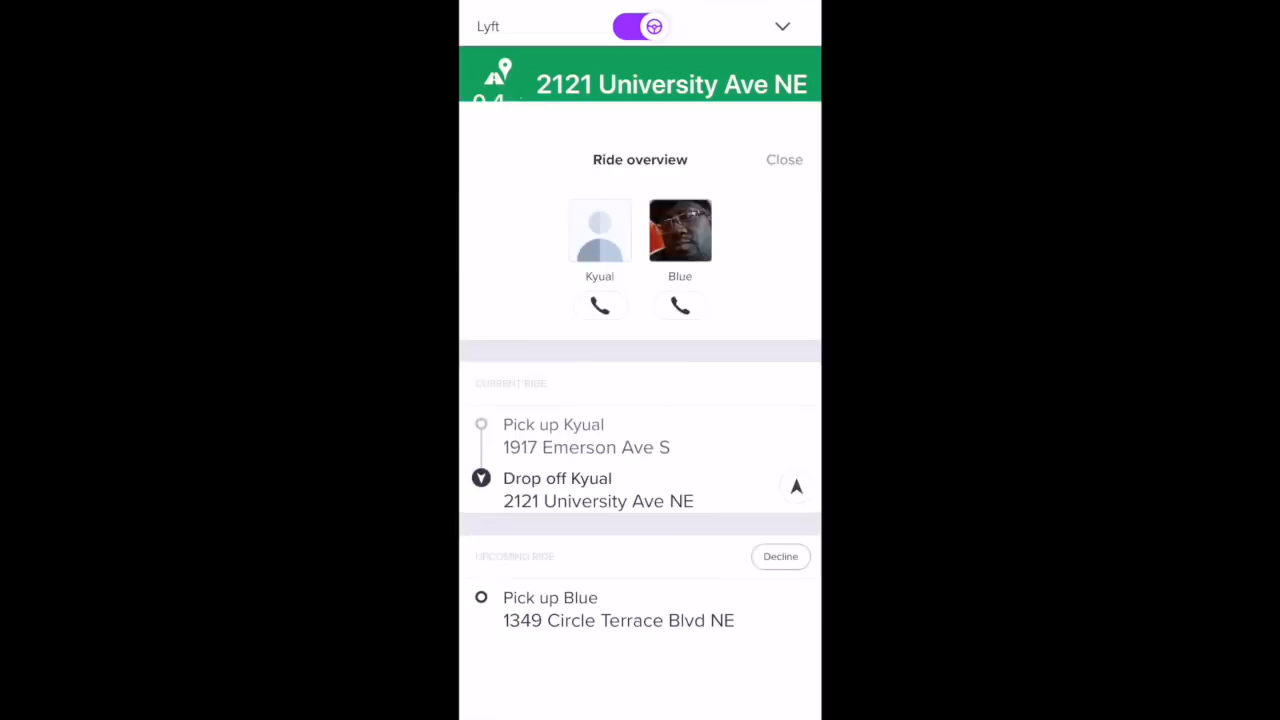 Lyft
2121 University Ave NE
Ride overview
Close
Kyual
Blue
CURRENT RIDE
Pick up Kyual
1917 Emerson Ave S
Drop off Kyual
2121 University Ave NE
UPCOMING RIDE
Decline
Pick up Blue
1349 Circle Terrace Blvd NE